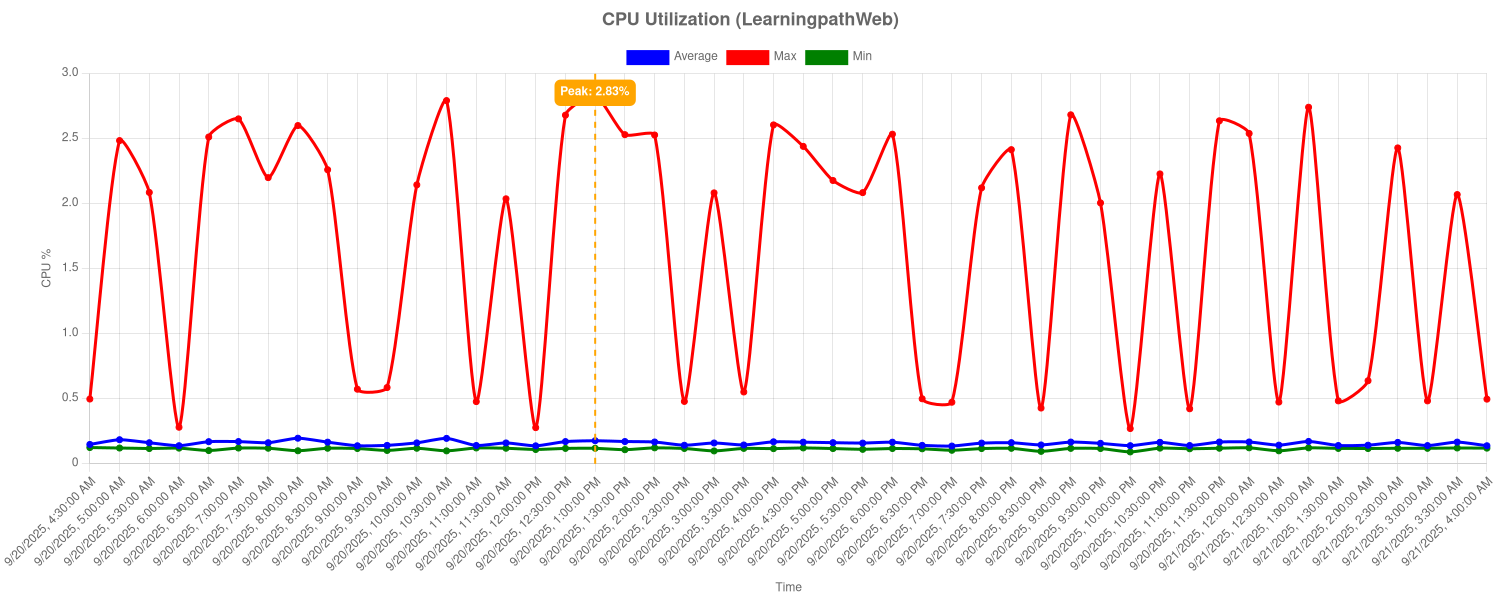 CPU Utilization (LearningpathWeb)
Average Max Min
3.0
Peak: 2.83%
2.5
2.0
1.5
CPU %
1.0
0.5
0
9/20/2025, 4:30:00 AM
9/20/2025, 5:00:00 AM
9/20/2025, 5:30:00 AM
9/20/2025, 6:00:00 AM
9/20/2025, 6:30:00 AM
9/20/2025, 7:00:00 AM
9/20/2025, 7:30:00 AM
9/20/2025, 8:00:00 AM
9/20/2025, 8:30:00 AM
9/20/2025, 9:00:00 AM
9/20/2025, 9:30:00 AM
9/20/2025, 10:00:00 AM
9/20/2025, 10:30:00 AM
9/20/2025, 11:00:00 AM
9/20/2025, 11:30:00 AM
9/20/2025, 12:00:00 PM
9/20/2025, 12:30:00 PM
9/20/2025, 1:00:00 PM
9/20/2025, 1:30:00 PM
9/20/2025, 2:00:00 PM
9/20/2025, 2:30:00 PM
9/20/2025, 3:00:00 PM
9/20/2025, 3:30:00 PM
9/20/2025, 4:00:00 PM
9/20/2025, 4:30:00 PM
9/20/2025, 5:00:00 PM
9/20/2025, 5:30:00 PM
9/20/2025, 6:00:00 PM
9/20/2025, 6:30:00 PM
9/20/2025, 7:00:00 PM
9/20/2025, 7:30:00 PM
9/20/2025, 8:00:00 PM
9/20/2025, 8:30:00 PM
9/20/2025, 9:00:00 PM
9/20/2025, 9:30:00 PM
9/20/2025, 10:00:00 PM
9/20/2025, 10:30:00 PM
9/20/2025, 11:00:00 PM
9/20/2025, 11:30:00 PM
9/21/2025, 12:00:00 AM
9/21/2025, 12:30:00 AM
9/21/2025, 1:00:00 AM
9/21/2025, 1:30:00 AM
9/21/2025, 2:00:00 AM
9/21/2025, 2:30:00 AM
9/21/2025, 3:00:00 AM
9/21/2025, 3:30:00 AM
9/21/2025, 4:00:00 AM
Time